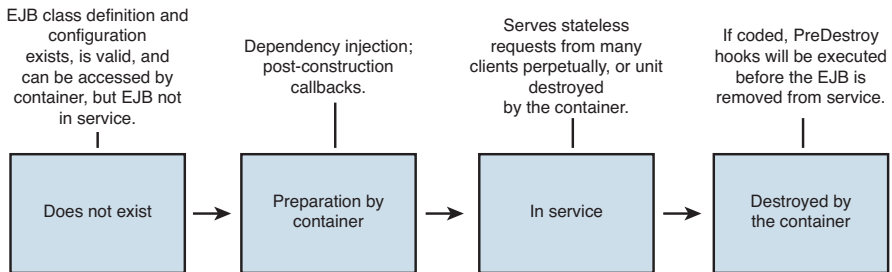 EJB class definition and
configuration
exists, is valid, and
can be accessed by
container, but EJB not
in service.
Dependency injection;
post-construction
callbacks.
Serves stateless
requests from many
clients perpetually, or unit
destroyed
by the container.
If coded, PreDestroy
hooks will be executed
before the EJB is
removed from service.
Does not exist
Preparation by
container
In service
Destroyed by
the container